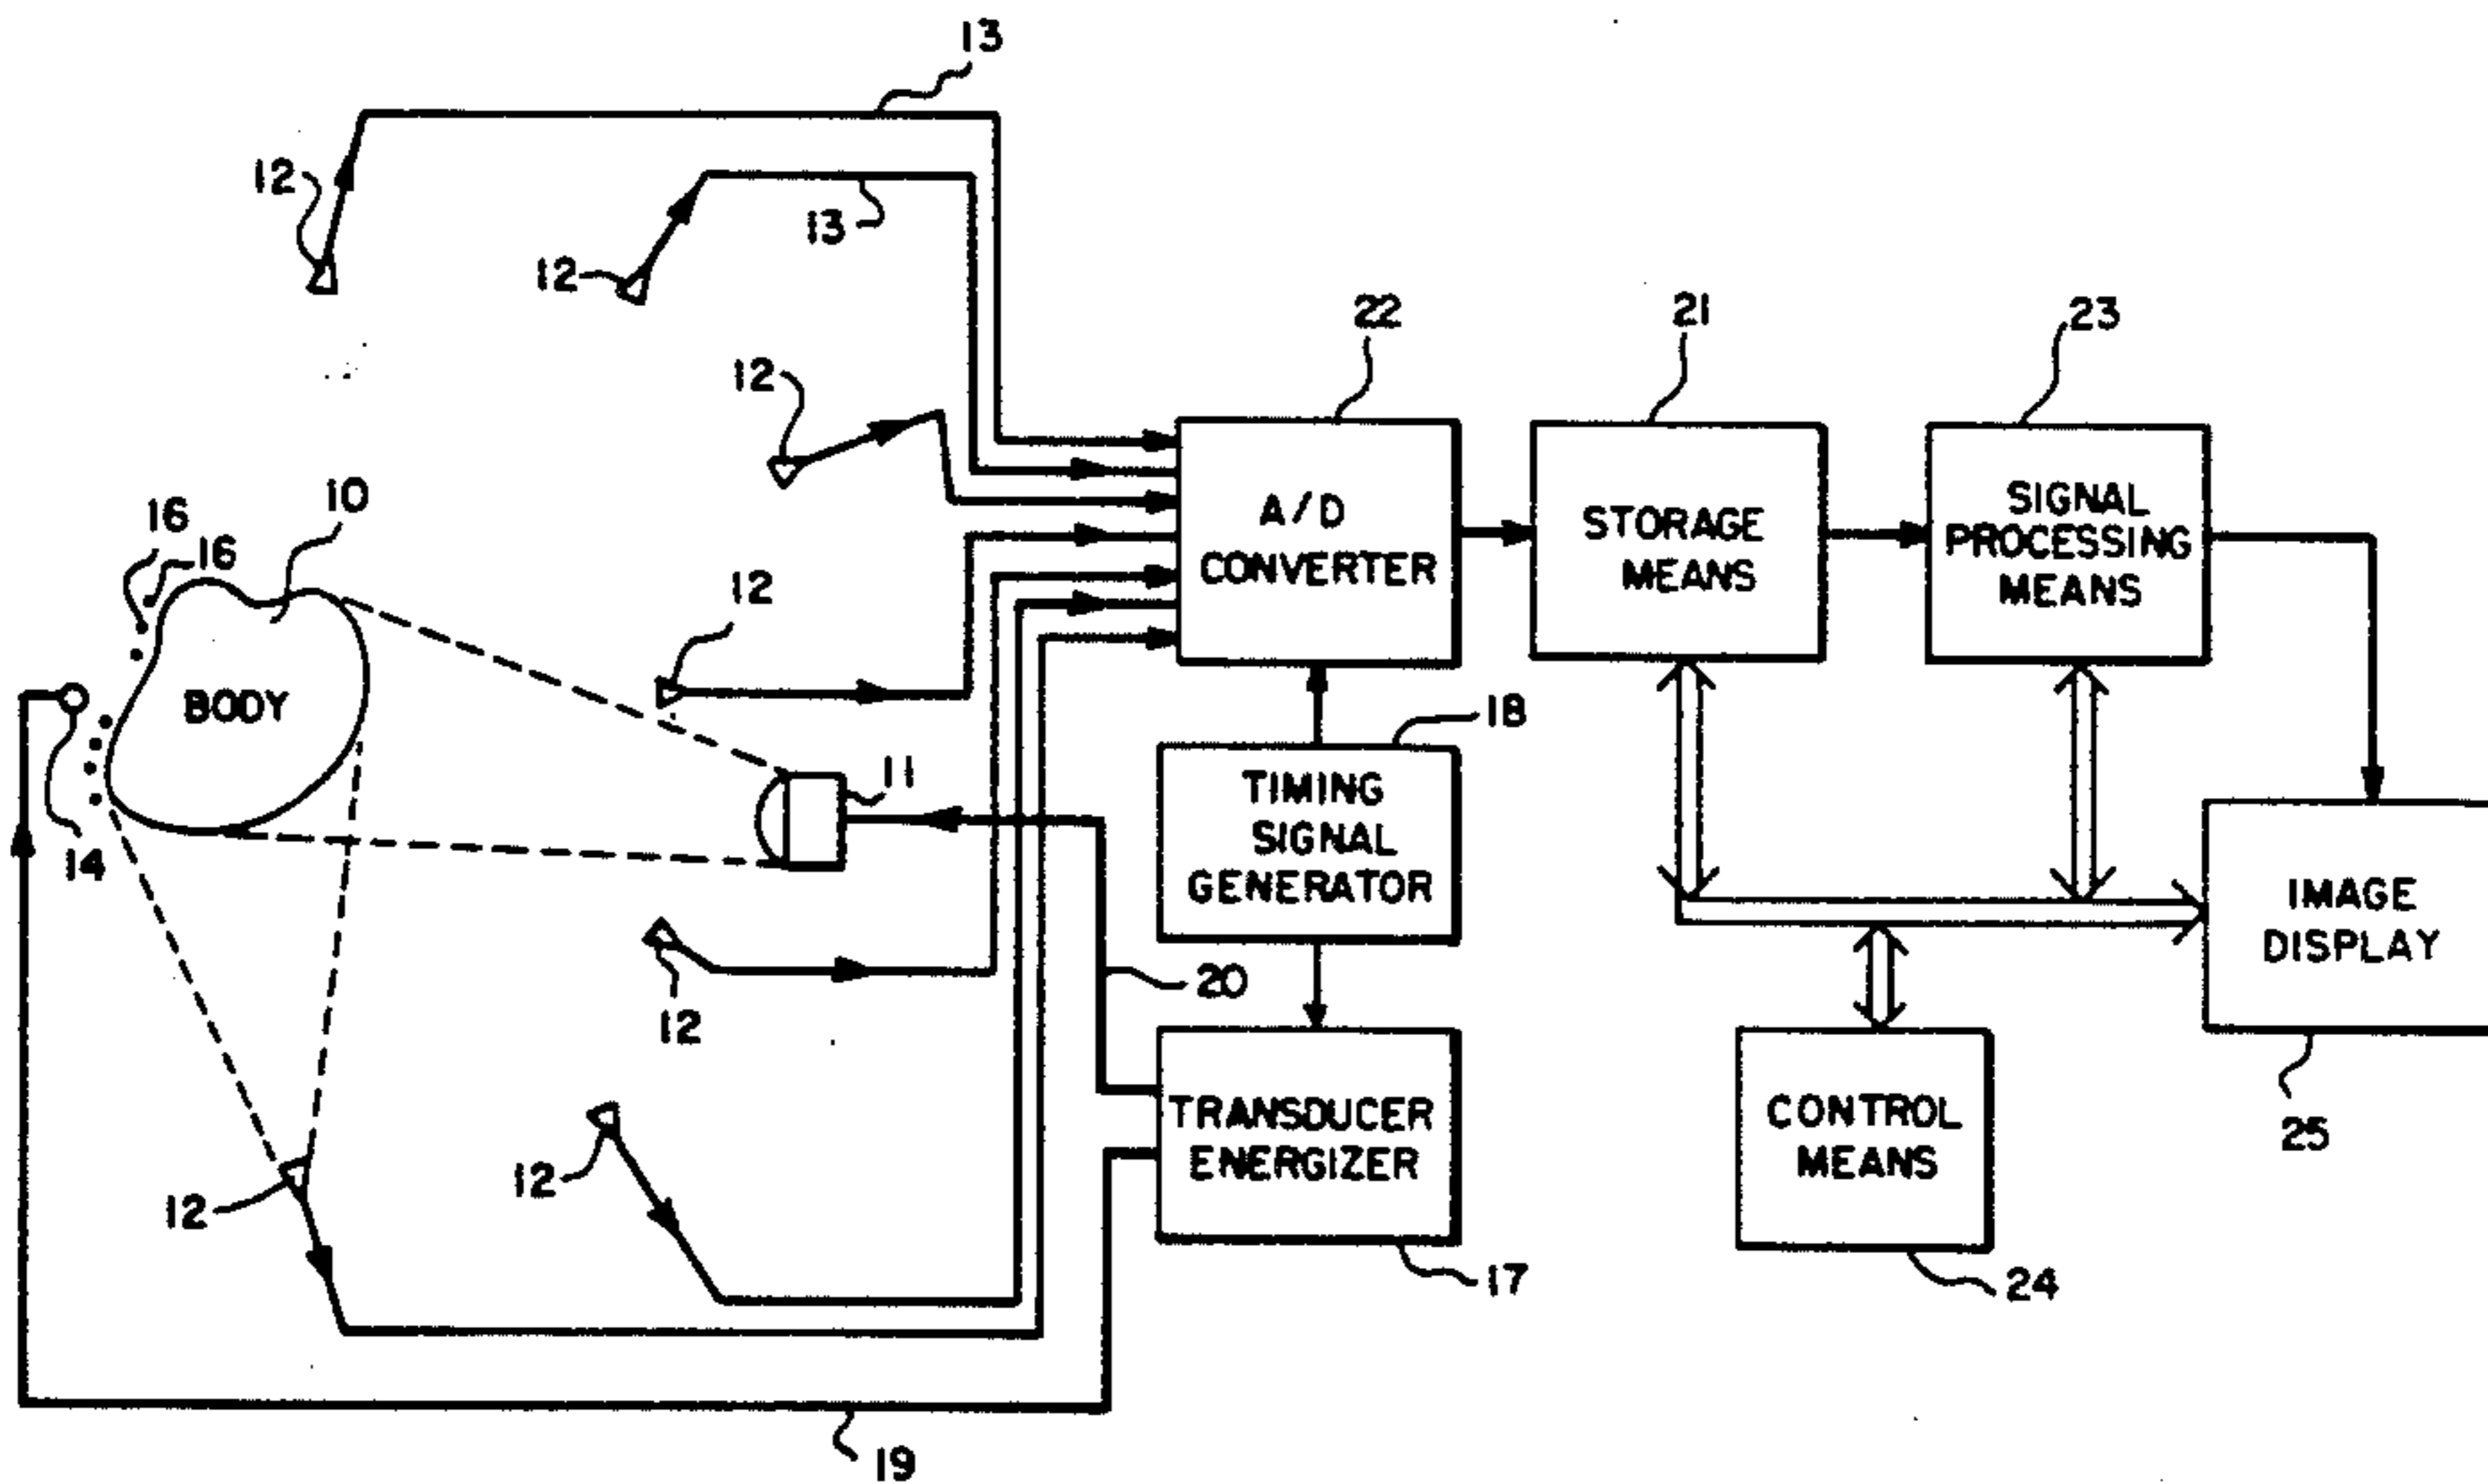 13
12
13
12
12
22
21
23
16
16
10
A/D
CONVERTER
STORAGE
MEANS
SIGNAL
PROCESSING
MEANS
12
BODY
18
11
TIMING
SIGNAL
GENERATOR
14
IMAGE
DISPLAY
20
12
TRANSDUCER
ENERGIZER
CONTROL
MEANS
25
12
12
17
24
19